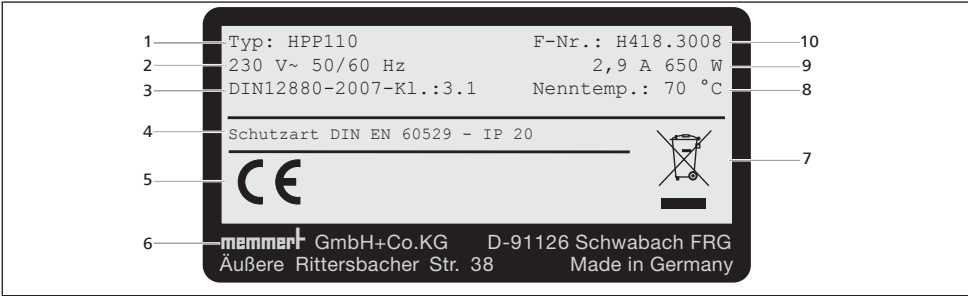 1 Typ: HPP110 F-Nr.: H418.3008 10
2 230 V~ 50/60 Hz 2,9 A 650 W 9
3 DIN12880-2007-Kl.:3.1 Nenntemp.: 70 °C 8
4 Schutzart DIN EN 60529 - IP 20
7
5 CE
6 memmert GmbH+Co.KG D-91126 Schwabach FRG
Äußere Rittersbacher Str. 38 Made in Germany